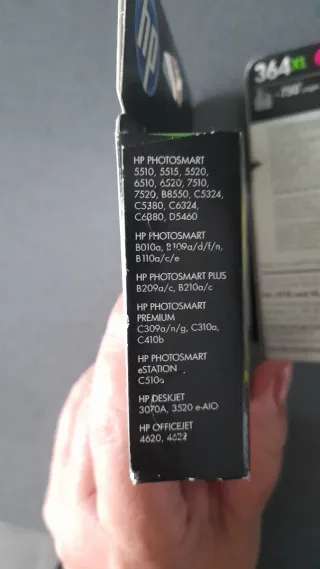 hp
364XL
HP PHOTOSMART
5510, 5515, 5520,
6510, 6520, 7510,
7520, B8550, C5324,
C5380, C6324,
C6380, D5460
HP PHOTOSMART
B010a, B109a/d/f/n,
B110a/c/e
HP PHOTOSMART PLUS
B209a/c, B210a/c
HP PHOTOSMART
PREMIUM
C309a/n/g, C310a,
C410b
HP PHOTOSMART
eSTATION
C510a
HP DESKJET
3070A, 3520 e-AIO
HP OFFICEJET
4620, 4622